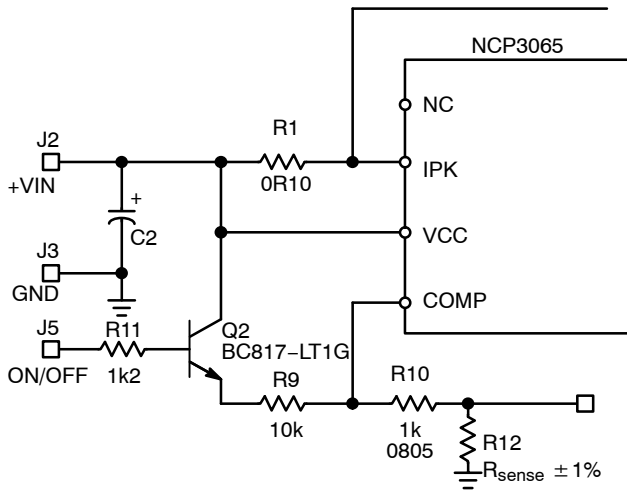 NCP3065
NC
R1
J2
+VIN
0R10
IPK
+
C2
VCC
J3
GND
COMP
J5
R11
Q2
BC817-LT1G
ON/OFF
1k2
R9
R10
10k
1k
0805
R12
Rsense ± 1%